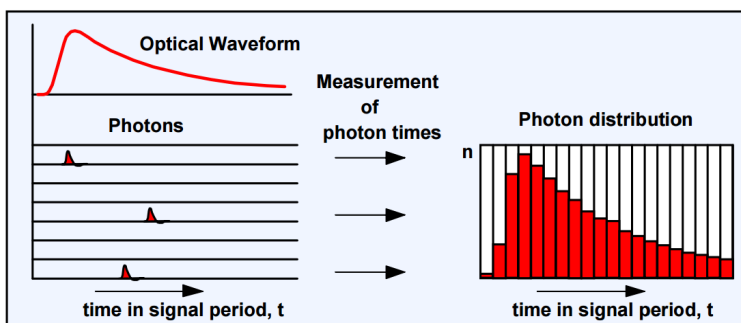 Optical Waveform
Photons
time in signal period, t
Measurement
of
photon times
Photon distribution
n
time in signal period, t